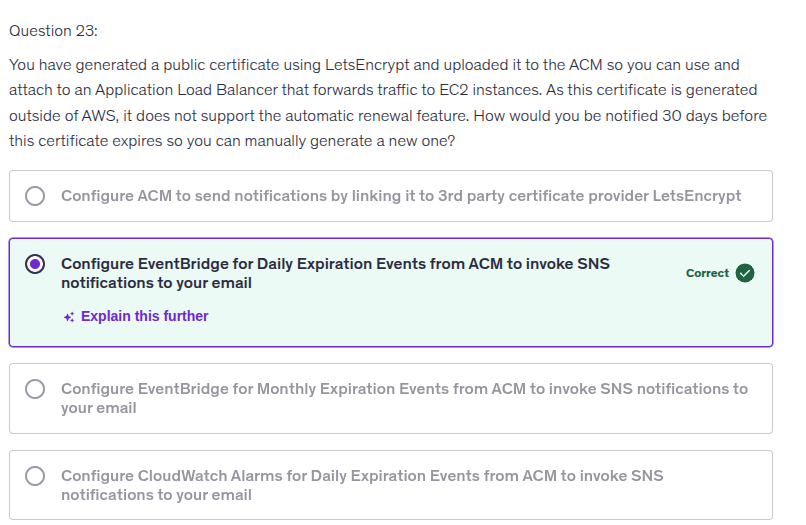 Question 23:
You have generated a public certificate using LetsEncrypt and uploaded it to the ACM so you can use and
attach to an Application Load Balancer that forwards traffic to EC2 instances. As this certificate is generated
outside of AWS, it does not support the automatic renewal feature. How would you be notified 30 days before
this certificate expires so you can manually generate a new one?
Configure ACM to send notifications by linking it to 3rd party certificate provider LetsEncrypt
Configure EventBridge for Daily Expiration Events from ACM to invoke SNS
notifications to your email
Correct
Explain this further
Configure EventBridge for Monthly Expiration Events from ACM to invoke SNS notifications to
your email
Configure CloudWatch Alarms for Daily Expiration Events from ACM to invoke SNS
notifications to your email